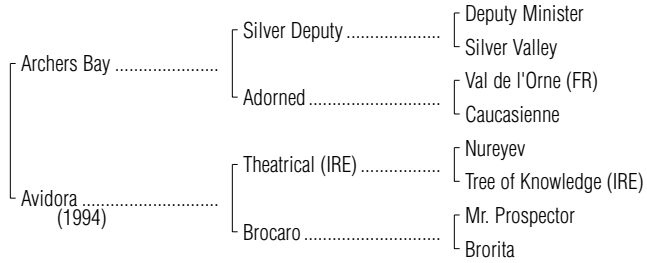 Deputy Minister
Silver Deputy ....................
Silver Valley
Archers Bay ......................
Val de l'Orne (FR)
Adorned ............................
Caucasienne
Nureyev
Theatrical (IRE) .................
Tree of Knowledge (IRE)
Avidora .............................
(1994)
Mr. Prospector
Brocaro .............................
Brorita